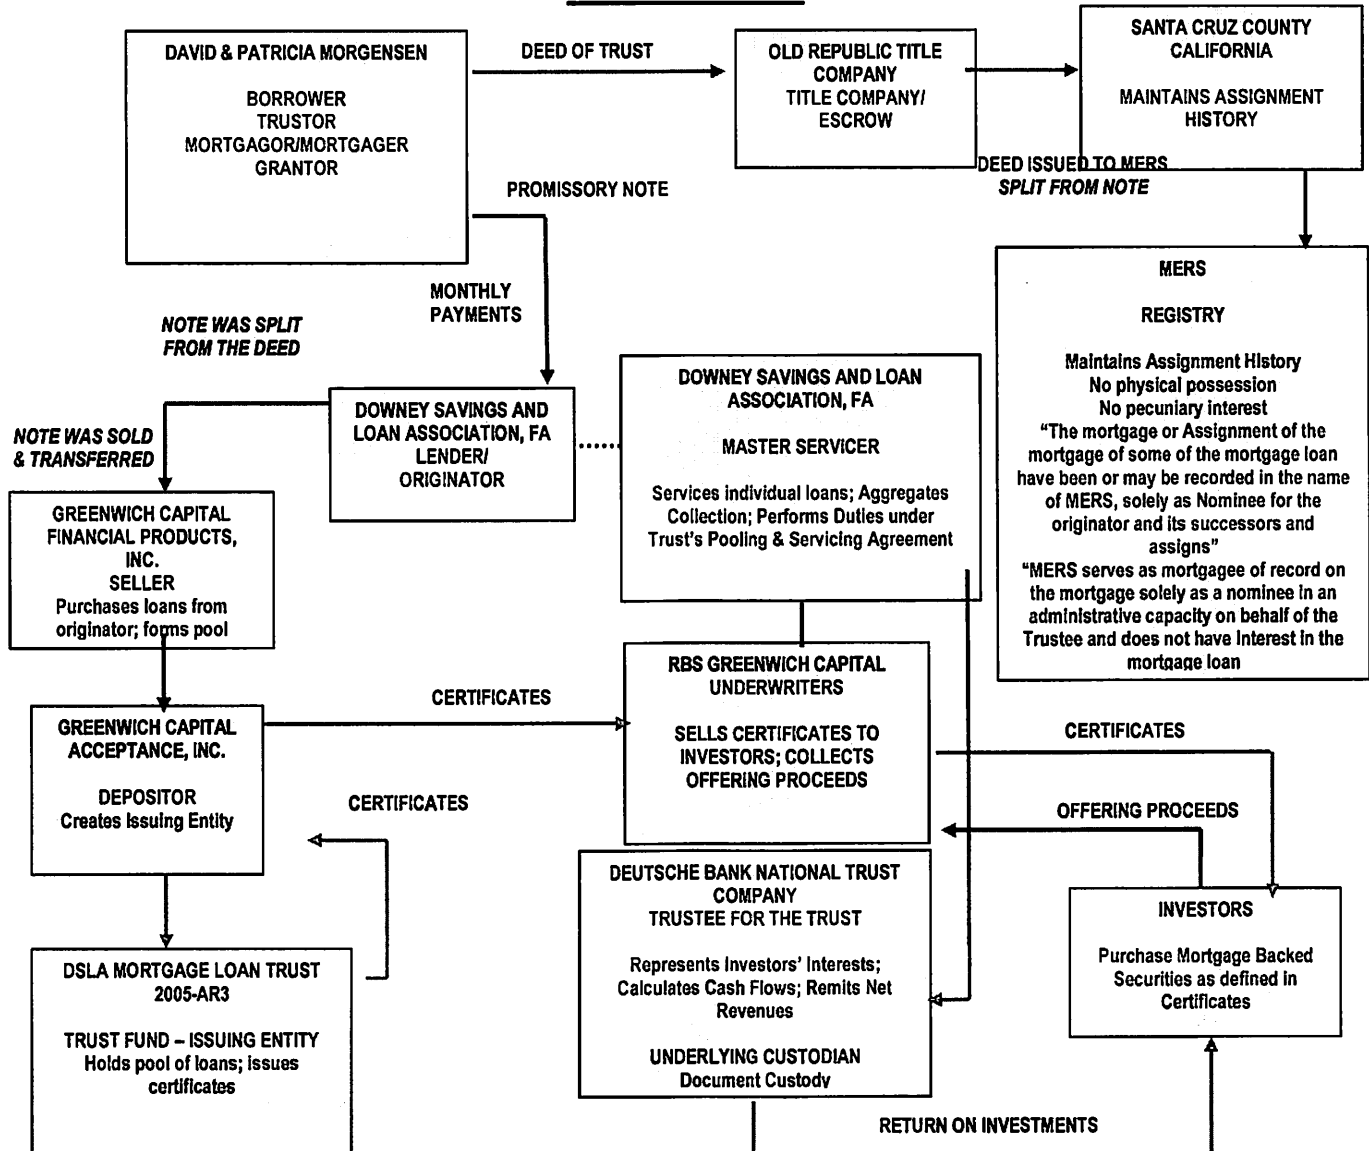 DAVID & PATRICIA MORGENSEN
BORROWER
TRUSTOR
MORTGAGOR/MORTGAGER
GRANTOR
DEED OF TRUST
OLD REPUBLIC TITLE
COMPANY
TITLE COMPANY/
ESCROW
SANTA CRUZ COUNTY
CALIFORNIA
MAINTAINS ASSIGNMENT
HISTORY
DEED ISSUED TO MERS
SPLIT FROM NOTE
PROMISSORY NOTE
MONTHLY
PAYMENTS
NOTE WAS SPLIT
FROM THE DEED
MERS
REGISTRY
Maintains Assignment History
No physical possession
No pecuniary interest
“The mortgage or Assignment of the
mortgage of some of the mortgage loan
have been or may be recorded in the name
of MERS, solely as Nominee for the
originator and its successors and
assigns”
“MERS serves as mortgagee of record on
the mortgage solely as a nominee in an
administrative capacity on behalf of the
Trustee and does not have Interest in the
mortgage loan
DOWNEY SAVINGS AND
LOAN ASSOCIATION, FA
LENDER/
ORIGINATOR
DOWNEY SAVINGS AND LOAN
ASSOCIATION, FA
MASTER SERVICER
Services individual loans; Aggregates
Collection; Performs Duties under
Trust's Pooling & Servicing Agreement
NOTE WAS SOLD
& TRANSFERRED
GREENWICH CAPITAL
FINANCIAL PRODUCTS,
INC.
SELLER
Purchases loans from
originator; forms pool
RBS GREENWICH CAPITAL
UNDERWRITERS
SELLS CERTIFICATES TO
INVESTORS; COLLECTS
OFFERING PROCEEDS
CERTIFICATES
GREENWICH CAPITAL
ACCEPTANCE, INC.
DEPOSITOR
Creates Issuing Entity
CERTIFICATES
CERTIFICATES
OFFERING PROCEEDS
DEUTSCHE BANK NATIONAL TRUST
COMPANY
TRUSTEE FOR THE TRUST
Represents Investors' Interests;
Calculates Cash Flows; Remits Net
Revenues
UNDERLYING CUSTODIAN
Document Custody
INVESTORS
Purchase Mortgage Backed
Securities as defined in
Certificates
DSLA MORTGAGE LOAN TRUST
2005-AR3
TRUST FUND – ISSUING ENTITY
Holds pool of loans; issues
certificates
RETURN ON INVESTMENTS